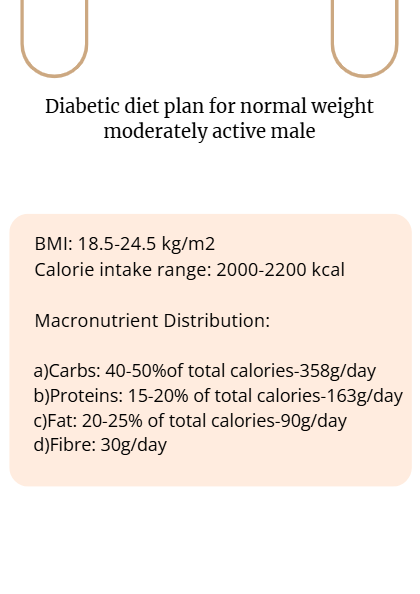 Diabetic diet plan for normal weight
moderately active male
BMI: 18.5-24.5 kg/m2
Calorie intake range: 2000-2200 kcal
Macronutrient Distribution:
a)Carbs: 40-50%of total calories-358g/day
b)Proteins: 15-20% of total calories-163g/day
c)Fat: 20-25% of total calories-90g/day
d)Fibre: 30g/day